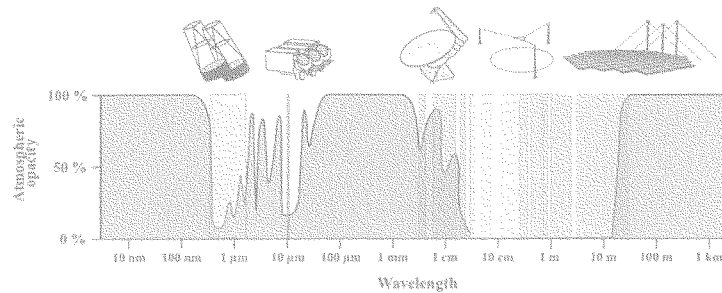 100 %
Atmospheric
opacity
50 %
0 %
10 nm 100 nm 1 μm 10 μm 100 μm 1 mm 1 cm 10 cm 1 m 10 m 100 m 1 km
Wavelength